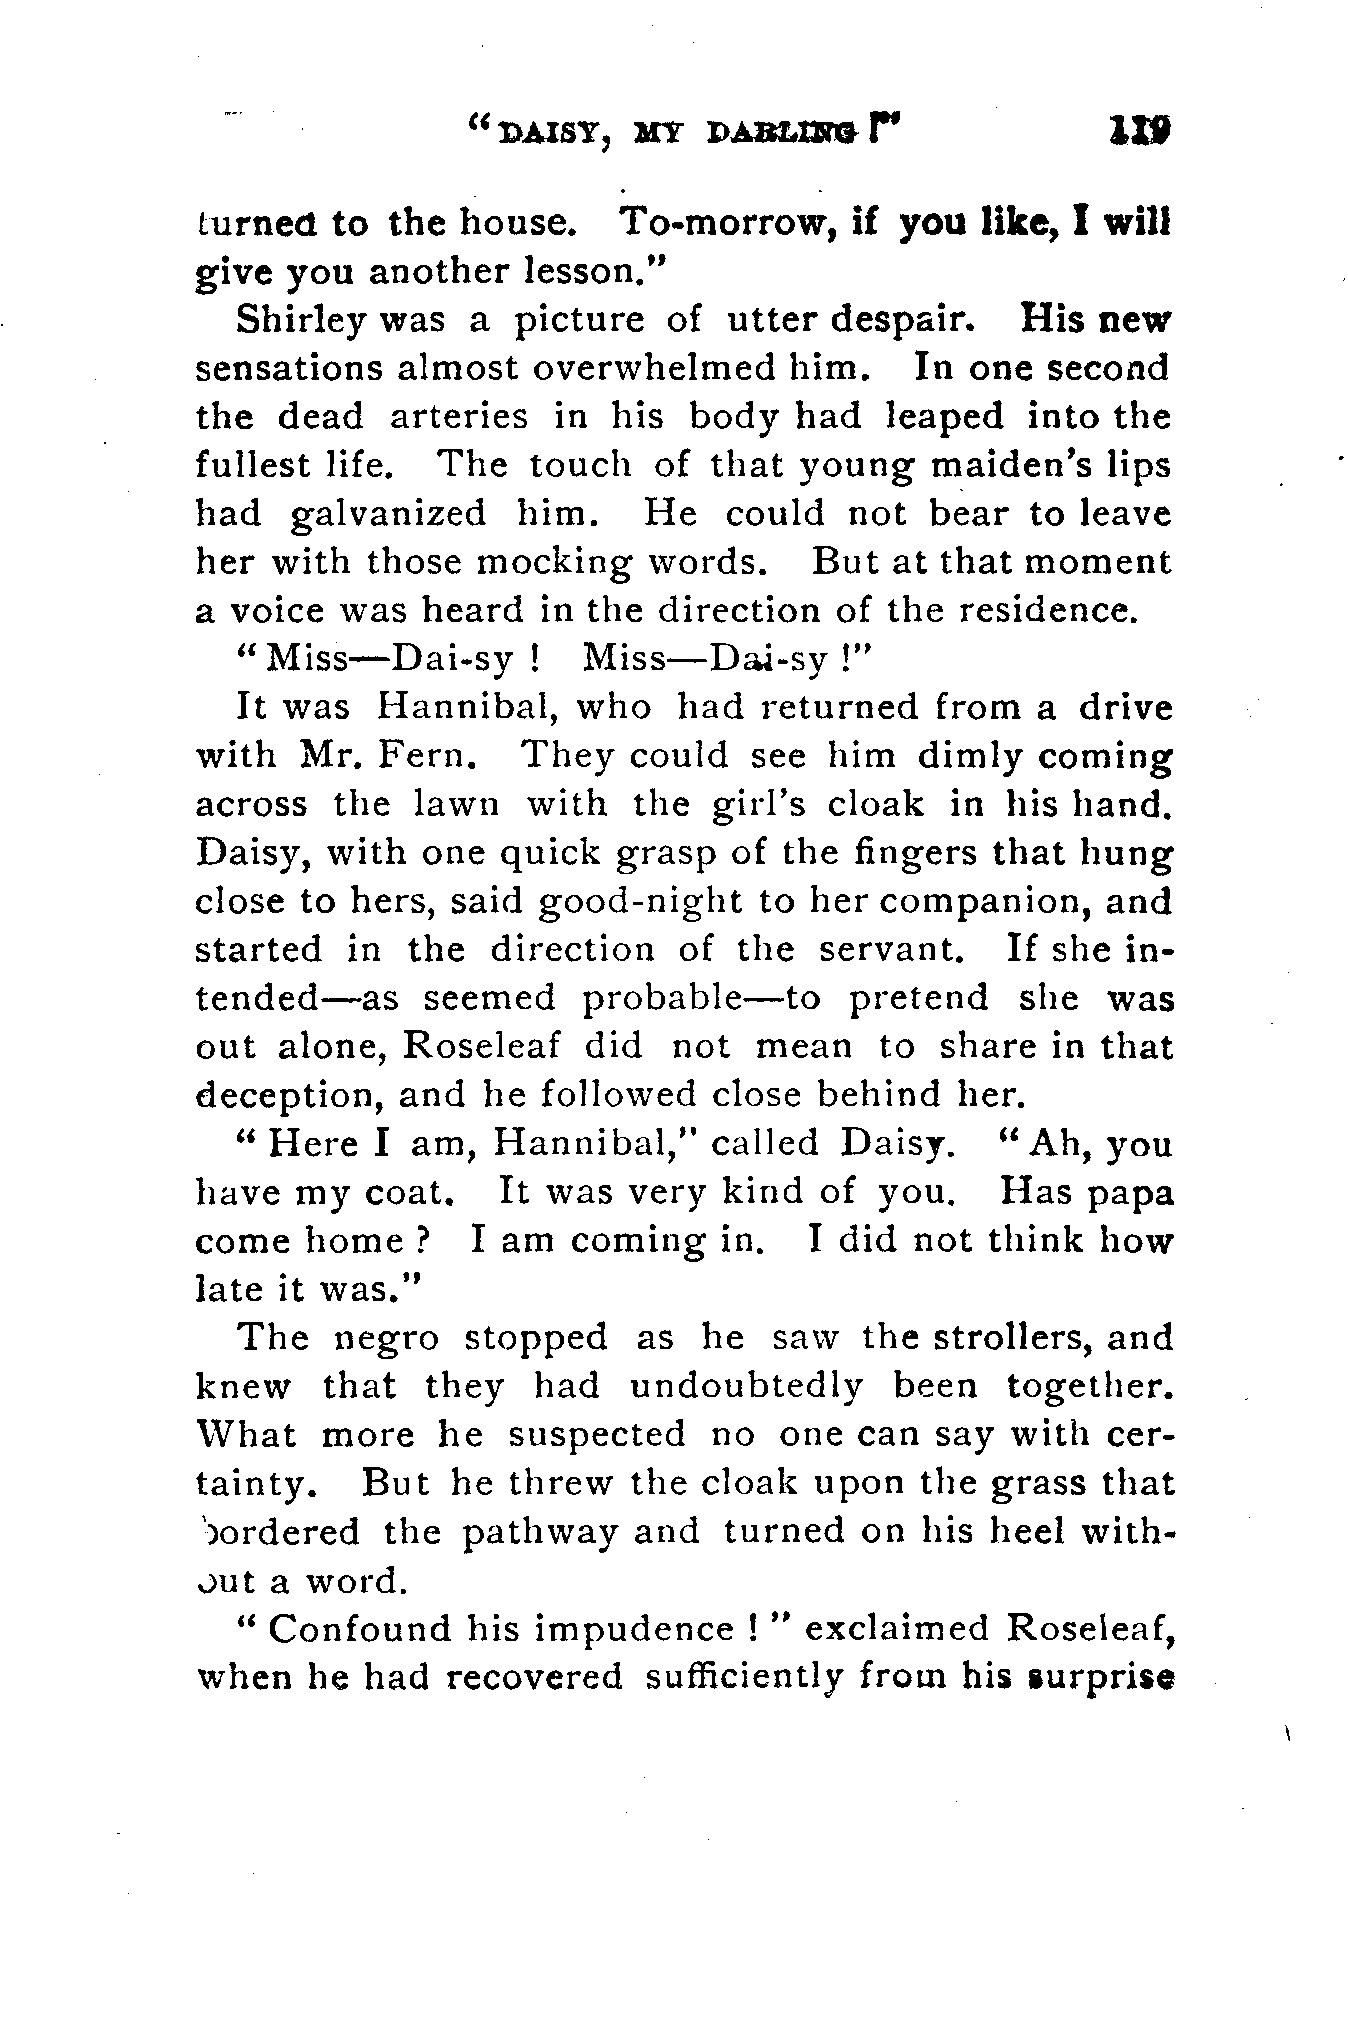 “DAISY, MY DARLING!” 119
turned to the house. To-morrow, if you like, I will
give you another lesson.”
Shirley was a picture of utter despair. His new
sensations almost overwhelmed him. In one second
the dead arteries in his body had leaped into the
fullest life. The touch of that young maiden’s lips
had galvanized him. He could not bear to leave
her with those mocking words. But at that moment
a voice was heard in the direction of the residence.
“ Miss—Dai-sy ! Miss—Dai-sy !”
It was Hannibal, who had returned from a drive
with Mr. Fern. They could see him dimly coming
across the lawn with the girl’s cloak in his hand.
Daisy, with one quick grasp of the fingers that hung
close to hers, said good-night to her companion, and
started in the direction of the servant. If she in-
tended—as seemed probable—to pretend she was
out alone, Roseleaf did not mean to share in that
deception, and he followed close behind her.
“ Here I am, Hannibal,” called Daisy. “ Ah, you
have my coat. It was very kind of you. Has papa
come home ? I am coming in. I did not think how
late it was.”
The negro stopped as he saw the strollers, and
knew that they had undoubtedly been together.
What more he suspected no one can say with cer-
tainty. But he threw the cloak upon the grass that
bordered the pathway and turned on his heel with-
out a word.
“ Confound his impudence ! ” exclaimed Roseleaf,
when he had recovered sufficiently from his surprise